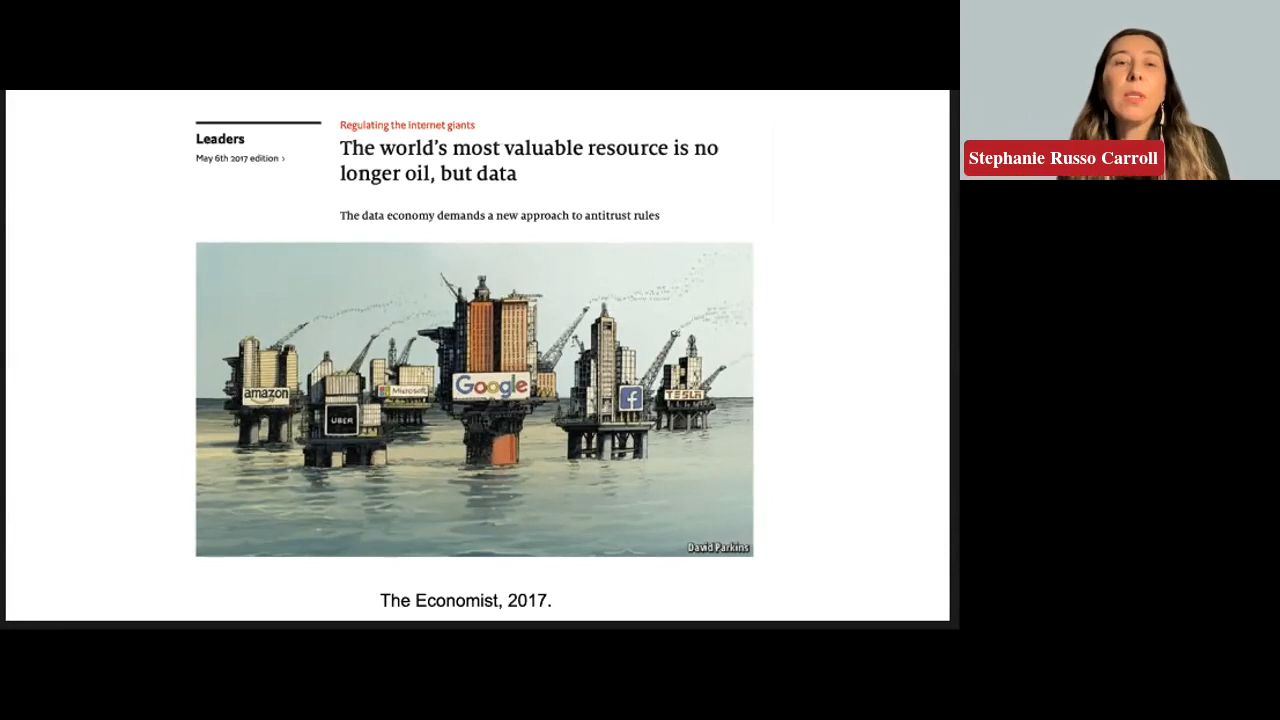 Leaders
May 6th 2017 edition ›
Regulating the internet giants
The world's most valuable resource is no
longer oil, but data
The data economy demands a new approach to antitrust rules
amazon
UBER
Microsoft
Google
f
TESLA
David Parkins
The Economist, 2017.
Stephanie Russo Carroll